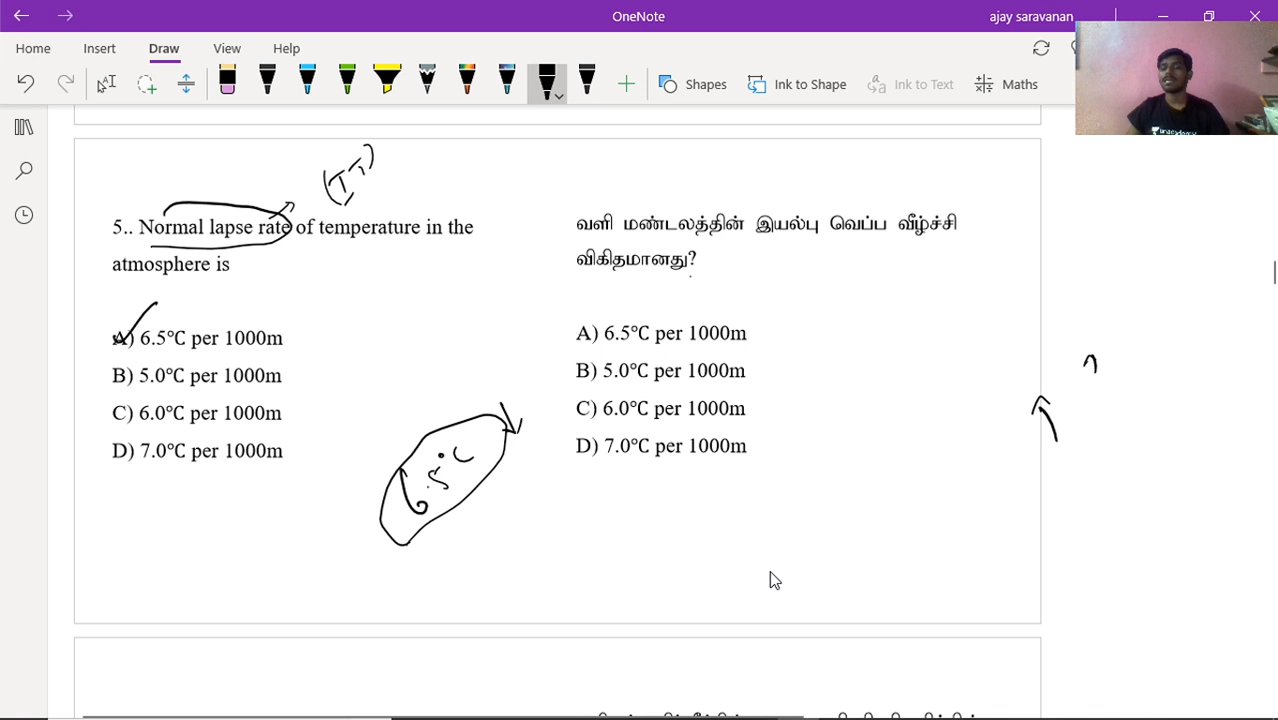 OneNote
ajay saravanan
Home Insert Draw View Help
Shapes Ink to Shape Ink to Text Maths
5.. Normal lapse rate of temperature in the
atmosphere is
A) 6.5℃ per 1000m
B) 5.0℃ per 1000m
C) 6.0℃ per 1000m
D) 7.0℃ per 1000m
6.5°C
வளி மண்டலத்தின் இயல்பு வெப்ப வீழ்ச்சி
விகிதமானது?
A) 6.5℃ per 1000m
B) 5.0℃ per 1000m
C) 6.0℃ per 1000m
D) 7.0℃ per 1000m